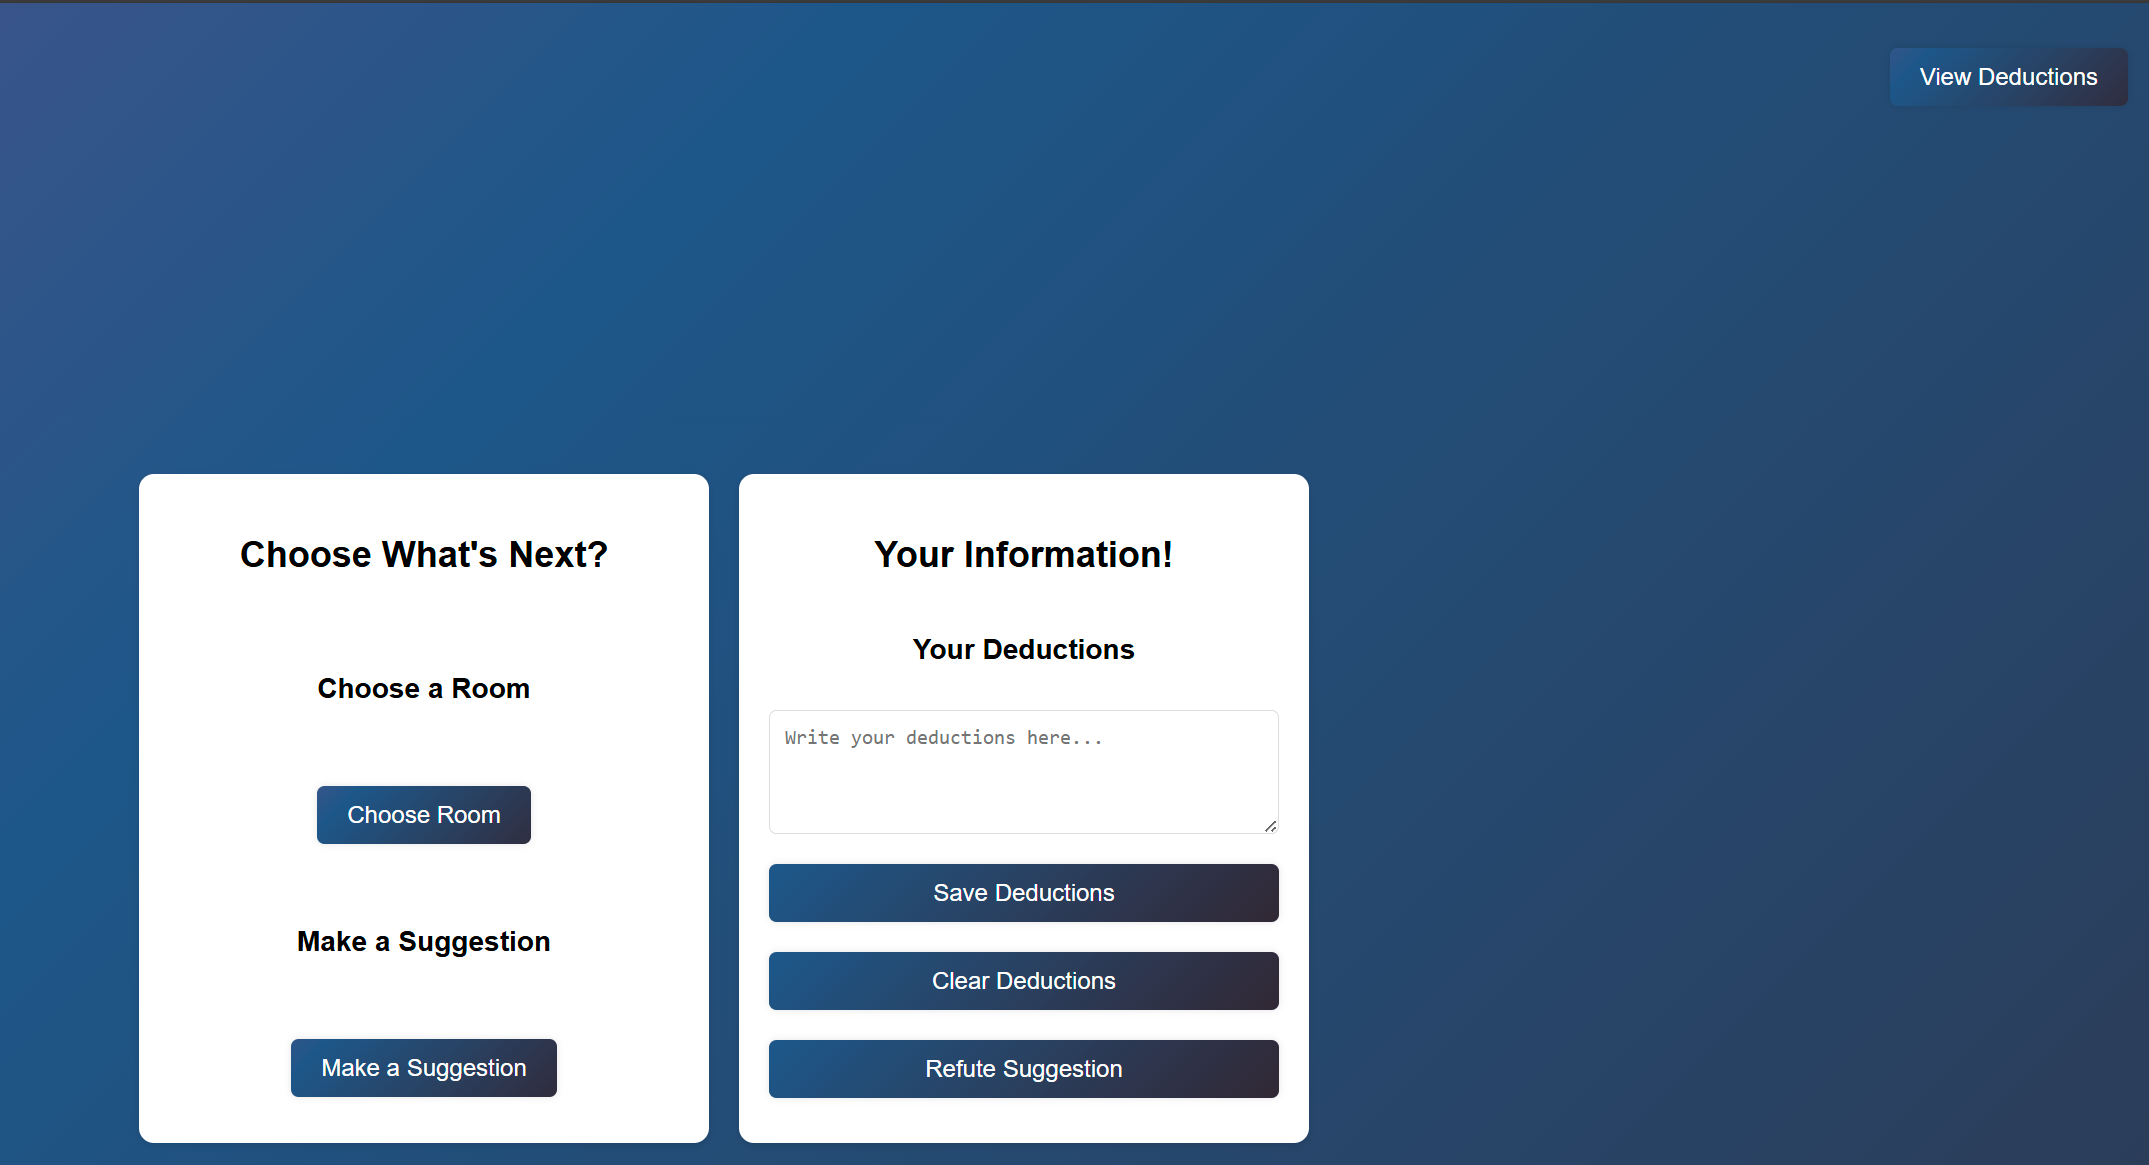 View Deductions
Choose What's Next?
Choose a Room
Choose Room
Make a Suggestion
Make a Suggestion
Your Information!
Your Deductions
Write your deductions here...
Save Deductions
Clear Deductions
Refute Suggestion